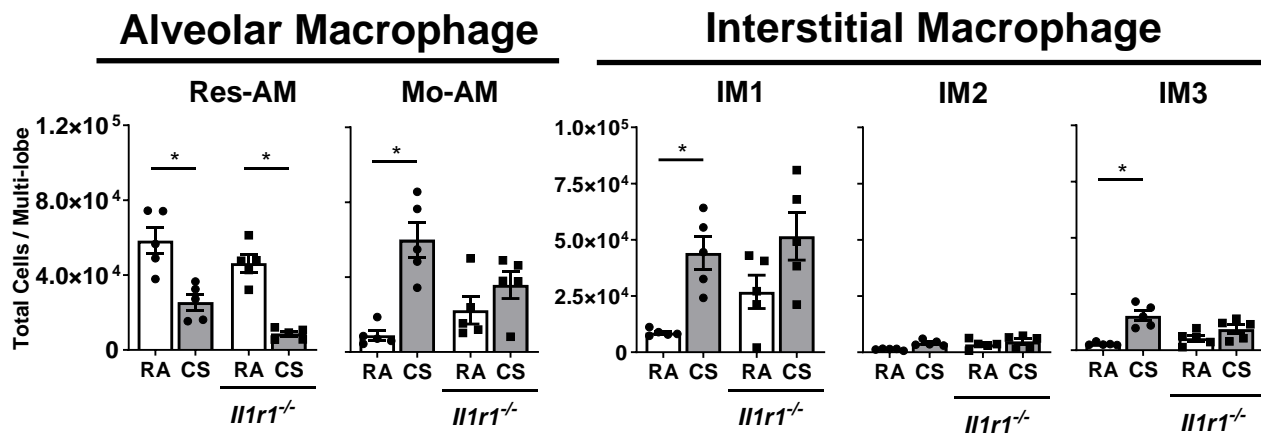 Alveolar Macrophage
Interstitial Macrophage
Res-AM
Mo-AM
IM1
IM2
IM3
Total Cells / Multi-lobe
1.2×10⁵
8.0×10⁴
4.0×10⁴
0
*
*
*
1.0×10⁵
7.5×10⁴
5.0×10⁴
2.5×10⁴
0
*
*
RA CS RA CS
RA CS RA CS
RA CS RA CS
RA CS RA CS
RA CS RA CS
Il1r1⁻/⁻
Il1r1⁻/⁻
Il1r1⁻/⁻
Il1r1⁻/⁻
Il1r1⁻/⁻